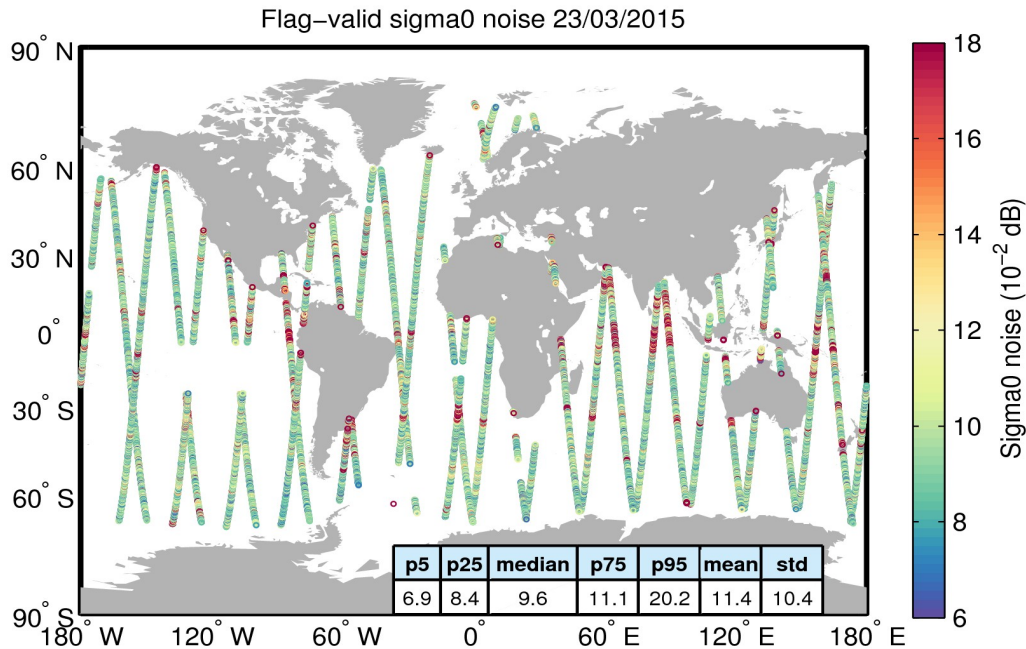 Flag−valid sigma0 noise 23/03/2015
90° N
60° N
30° N
0°
30° S
60° S
90° S
180° W
120° W
60° W
0°
60° E
120° E
180° E
p5 p25 median p75 p95 mean std
6.9 8.4 9.6 11.1 20.2 11.4 10.4
18
16
14
12
10
8
6
Sigma0 noise (10⁻² dB)